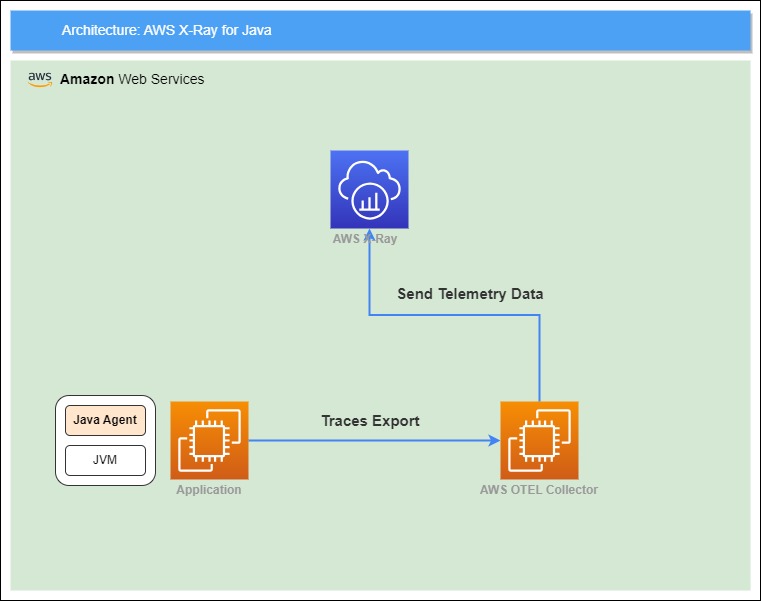 Architecture: AWS X-Ray for Java
aws Amazon Web Services
AWS X-Ray
Send Telemetry Data
Java Agent
JVM
Traces Export
Application
AWS OTEL Collector